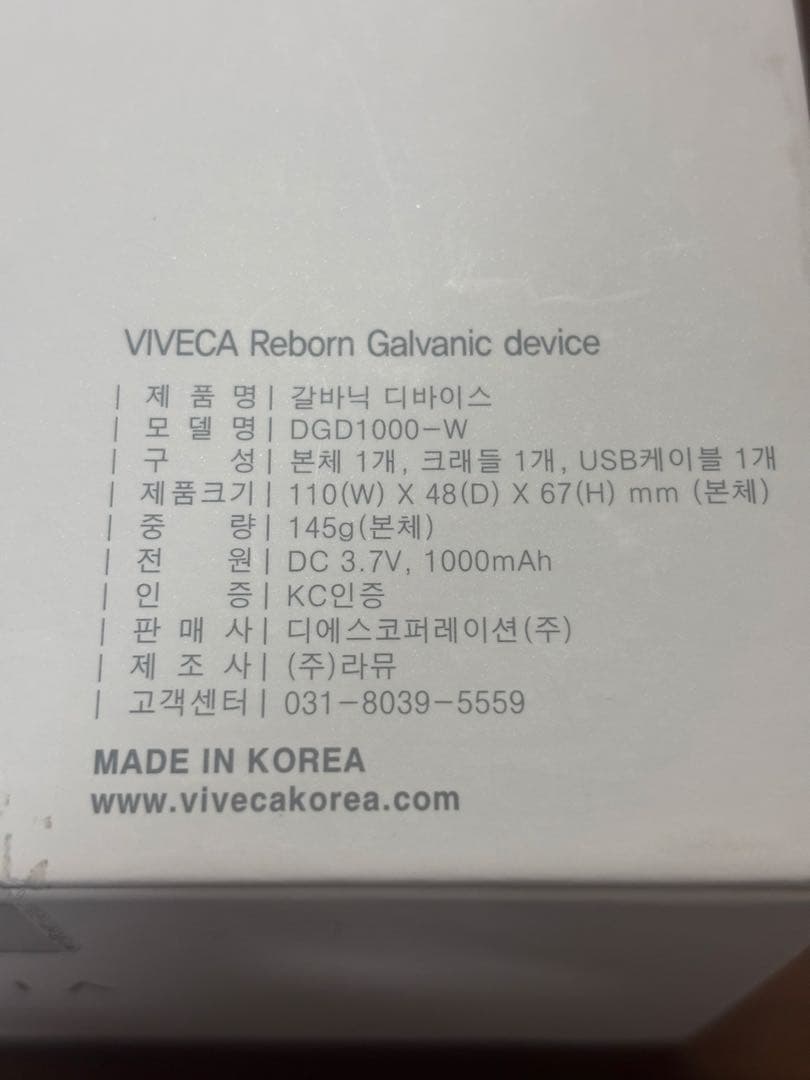 VIVECA Reborn Galvanic device
| 제 품 명 | 갈바닉 디바이스
| 모 델 명 | DGD1000-W
| 구 성 | 본체 1개, 크래들 1개, USB케이블 1개
| 제품크기 | 110(W) X 48(D) X 67(H) mm (본체)
| 중 량 | 145g(본체)
| 전 원 | DC 3.7V, 1000mAh
| 인 증 | KC인증
| 판 매 사 | 디에스코퍼레이션(주)
| 제 조 사 | (주)라뮤
| 고객센터 | 031-8039-5559
MADE IN KOREA
www.vivecakorea.com